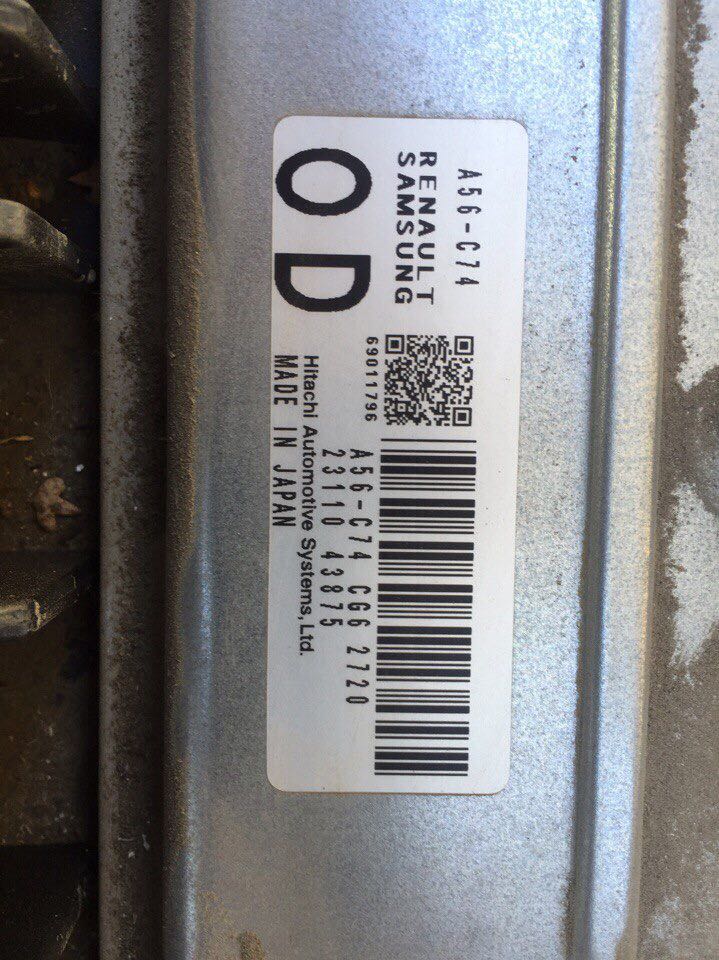 A56-C74
RENAULT
SAMSUNG
OD
69011796
A56-C74 CG6 2720
23110 43875
Hitachi Automotive Systems, Ltd.
MADE IN JAPAN